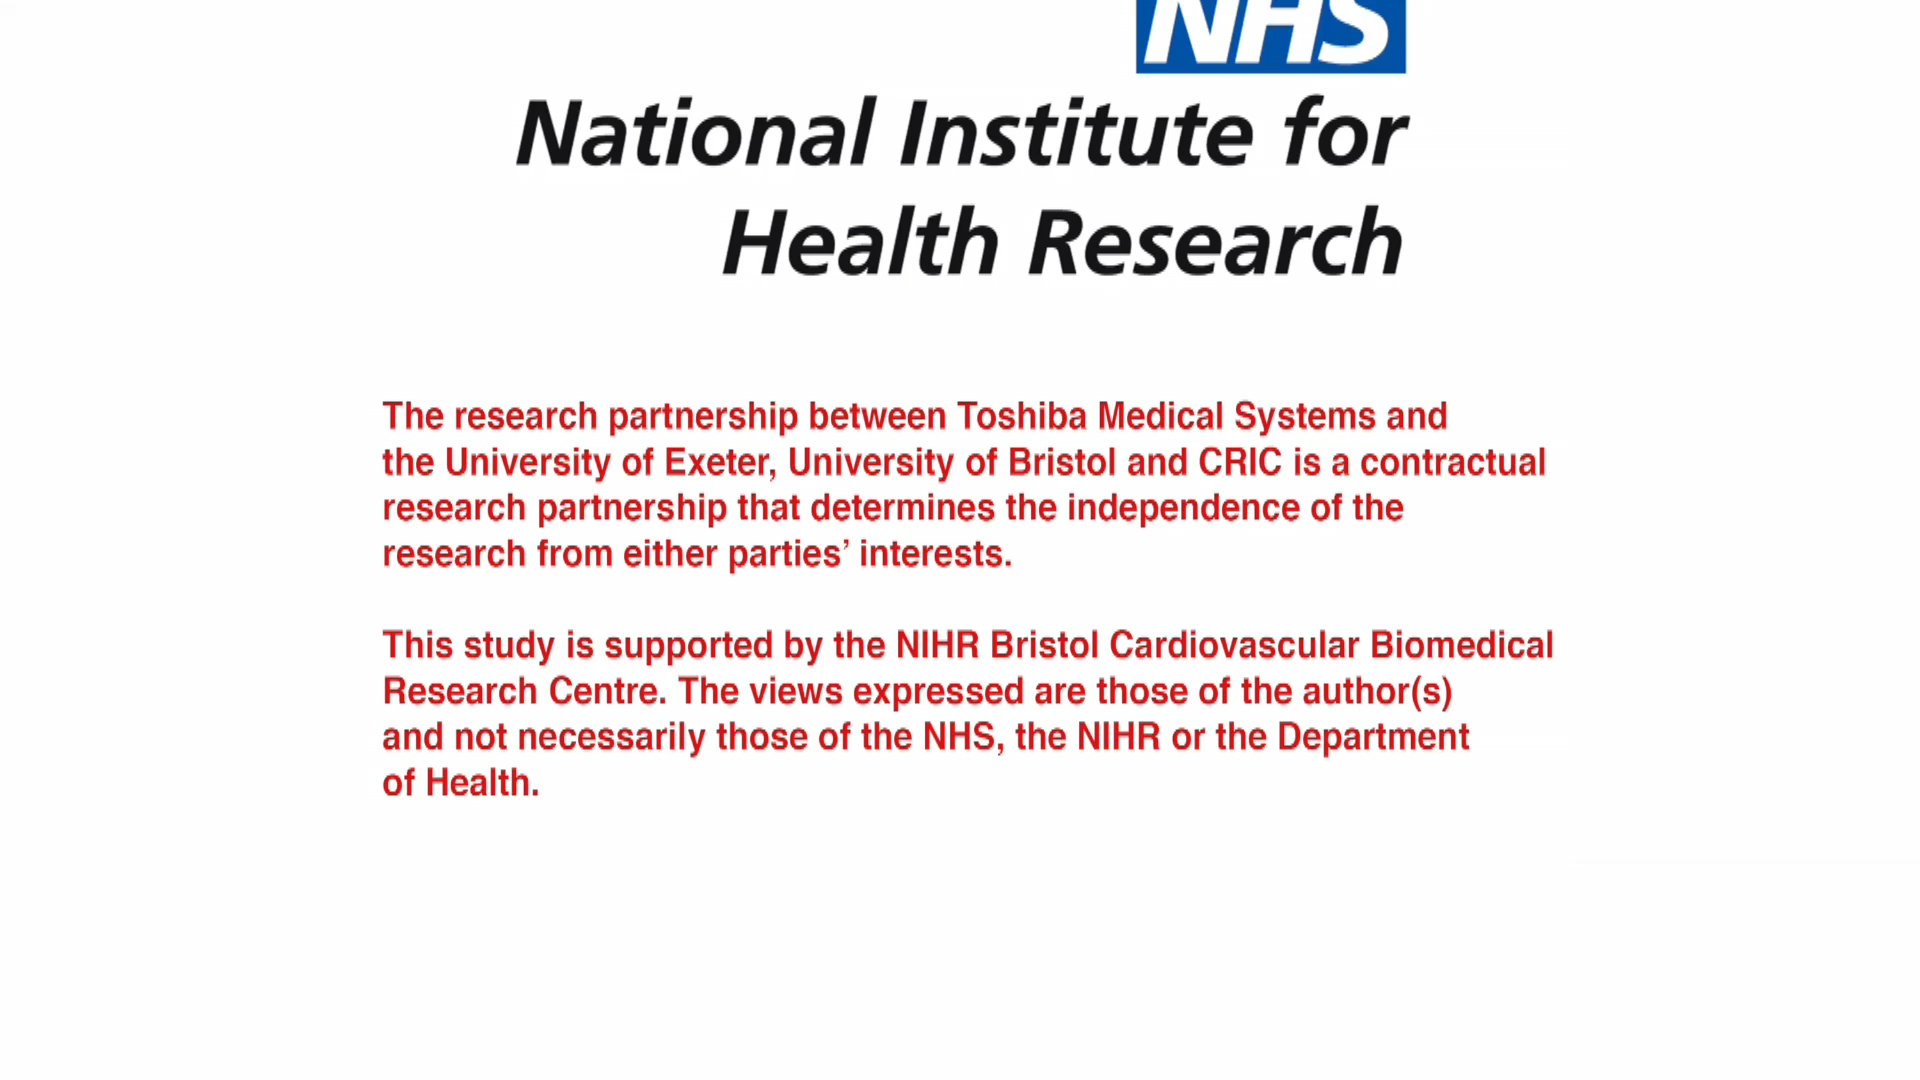 NHS
National Institute for
Health Research
The research partnership between Toshiba Medical Systems and
the University of Exeter, University of Bristol and CRIC is a contractual
research partnership that determines the independence of the
research from either parties’ interests.
This study is supported by the NIHR Bristol Cardiovascular Biomedical
Research Centre. The views expressed are those of the author(s)
and not necessarily those of the NHS, the NIHR or the Department
of Health.